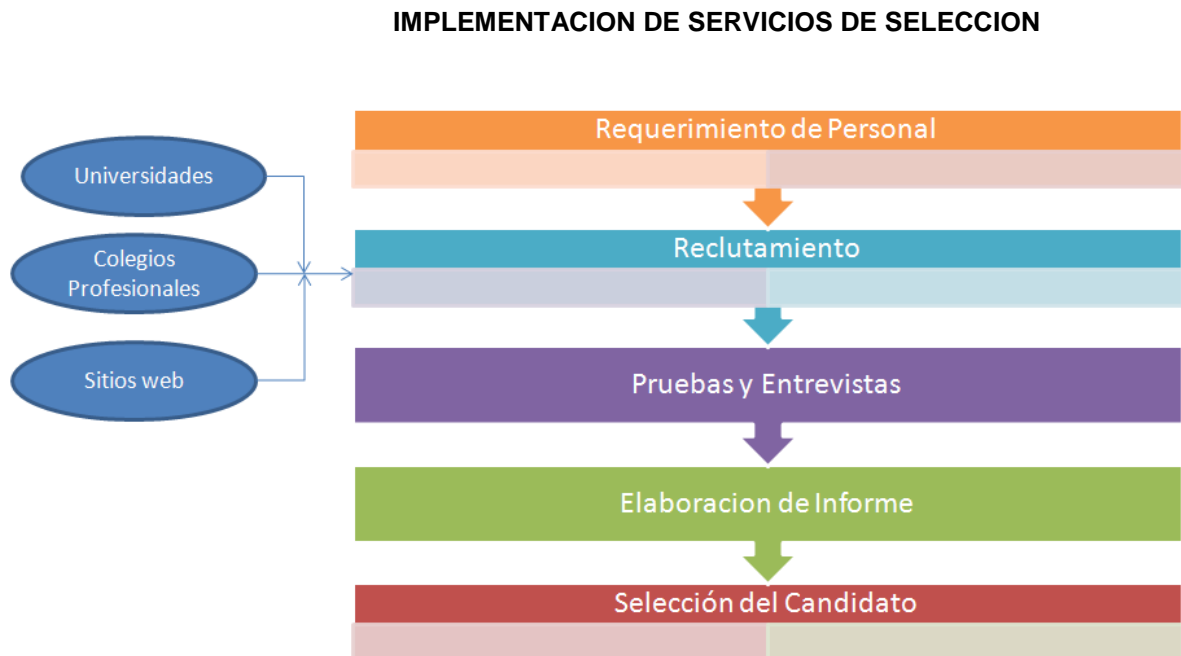 IMPLEMENTACION DE SERVICIOS DE SELECCION
Requerimiento de Personal
Universidades
Reclutamiento
Colegios
Profesionales
Sitios web
Pruebas y Entrevistas
Elaboracion de Informe
Selección del Candidato